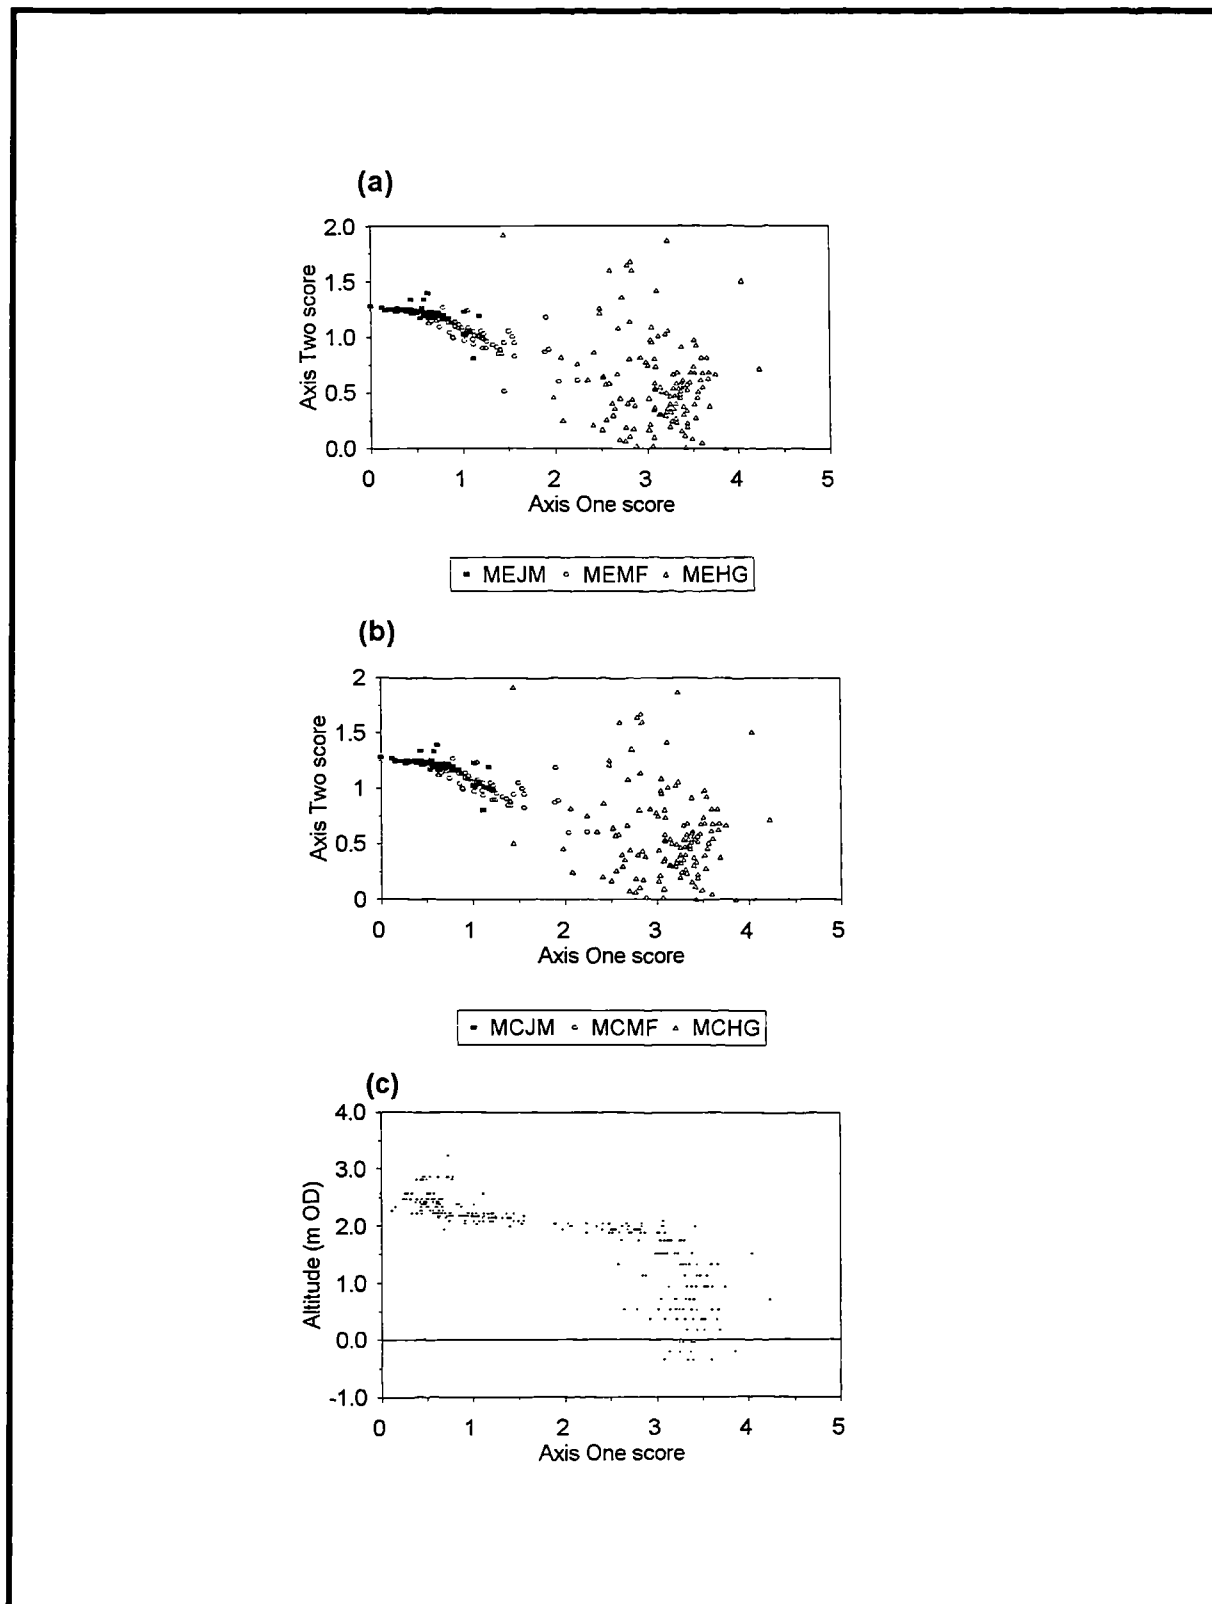 (a)
2.0
1.5
1.0
0.5
0.0
Axis Two score
0 1 2 3 4 5
Axis One score
MEJM MEMF MEHG
(b)
2
1.5
1
0.5
0
Axis Two score
0 1 2 3 4 5
Axis One score
MCJM MCMF MCHG
(c)
4.0
3.0
2.0
1.0
0.0
-1.0
Altitude (m OD)
0 1 2 3 4 5
Axis One score